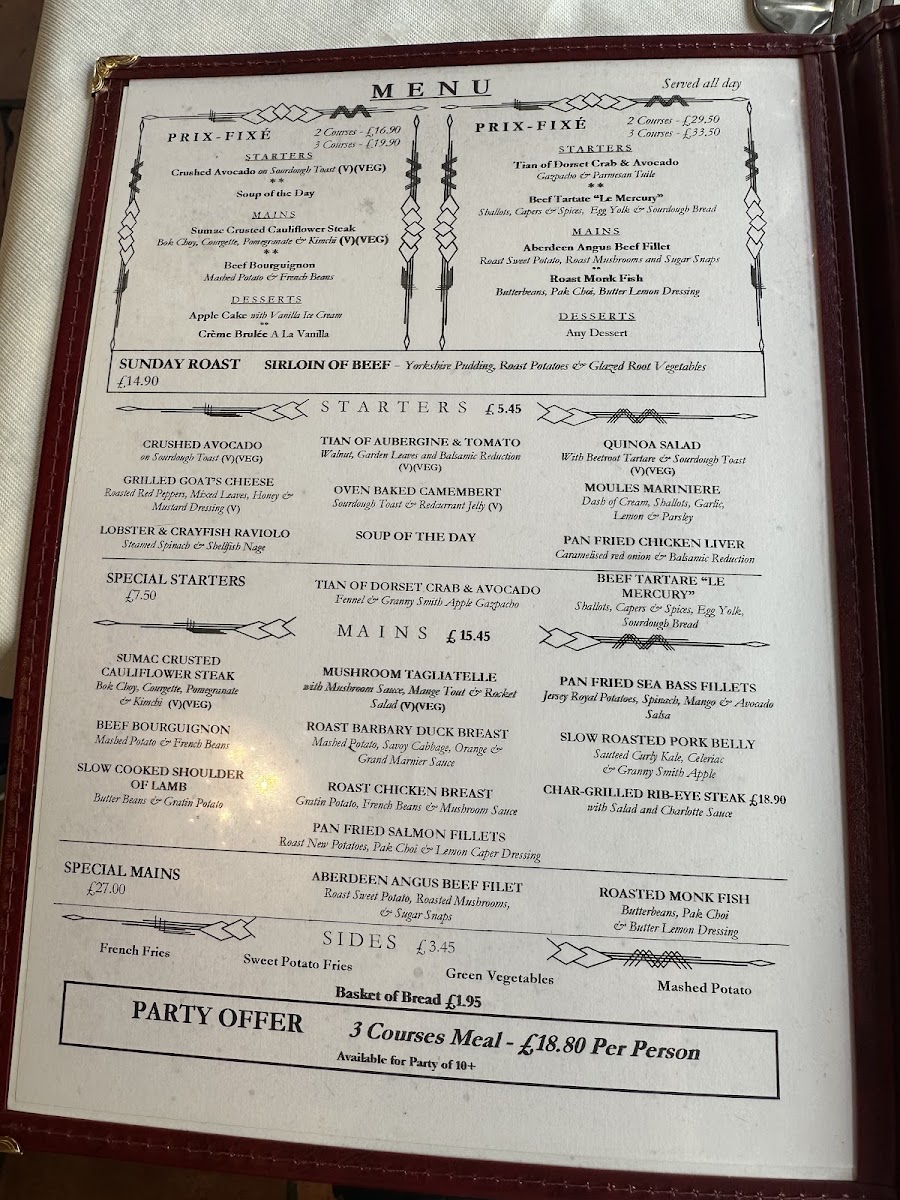 MENU
Served all day
PRIX-FIXÉ
2 Courses - £16.90
3 Courses - £19.90
STARTERS
Crushed Avocado on Sourdough Toast (V)(VEG)
**
Soup of the Day
MAINS
Sumac Crusted Cauliflower Steak
Bok Choy, Courgette, Pomegranate & Kimchi (V)(VEG)
**
Beef Bourguignon
Mashed Potato & French Beans
DESSERTS
Apple Cake with Vanilla Ice Cream
**
Crème Brulée A La Vanilla
PRIX-FIXÉ
2 Courses - £29.50
3 Courses - £33.50
STARTERS
Tian of Dorset Crab & Avocado
Gazpacho & Parmesan Tuile
**
Beef Tartate "Le Mercury"
Shallots, Capers & Spices, Egg Yolk & Sourdough Bread
MAINS
Aberdeen Angus Beef Fillet
Roast Sweet Potato, Roast Mushrooms and Sugar Snaps
**
Roast Monk Fish
Butterbeans, Pak Choi, Butter Lemon Dressing
DESSERTS
Any Dessert
SUNDAY ROAST SIRLOIN OF BEEF – Yorkshire Pudding, Roast Potatoes & Glazed Root Vegetables
£14.90
STARTERS £5.45
CRUSHED AVOCADO
on Sourdough Toast (V)(VEG)
TIAN OF AUBERGINE & TOMATO
Walnut, Garden Leaves and Balsamic Reduction
(V)(VEG)
QUINOA SALAD
With Beetroot Tartare & Sourdough Toast
(V)(VEG)
GRILLED GOAT'S CHEESE
Roasted Red Peppers, Mixed Leaves, Honey &
Mustard Dressing (V)
OVEN BAKED CAMEMBERT
Sourdough Toast & Redcurrant Jelly (V)
MOULES MARINIERE
Dash of Cream, Shallots, Garlic,
Lemon & Parsley
LOBSTER & CRAYFISH RAVIOLO
Steamed Spinach & Shellfish Nage
SOUP OF THE DAY
PAN FRIED CHICKEN LIVER
Caramelised red onion & Balsamic Reduction
SPECIAL STARTERS
£7.50
TIAN OF DORSET CRAB & AVOCADO
Fennel & Granny Smith Apple Gazpacho
BEEF TARTARE "LE
MERCURY"
Shallots, Capers & Spices, Egg Yolk,
Sourdough Bread
MAINS £15.45
SUMAC CRUSTED
CAULIFLOWER STEAK
Bok Choy, Courgette, Pomegranate
& Kimchi (V)(VEG)
MUSHROOM TAGLIATELLE
with Mushroom Sauce, Mange Tout & Rocket
Salad (V)(VEG)
PAN FRIED SEA BASS FILLETS
Jersey Royal Potatoes, Spinach, Mango & Avocado
Salsa
BEEF BOURGUIGNON
Mashed Potato & French Beans
ROAST BARBARY DUCK BREAST
Mashed Potato, Savoy Cabbage, Orange &
Grand Marnier Sauce
SLOW ROASTED PORK BELLY
Sauteed Curly Kale, Celeriac
& Granny Smith Apple
SLOW COOKED SHOULDER
OF LAMB
Butter Beans & Gratin Potato
ROAST CHICKEN BREAST
Gratin Potato, French Beans & Mushroom Sauce
CHAR-GRILLED RIB-EYE STEAK £18.90
with Salad and Charlotte Sauce
PAN FRIED SALMON FILLETS
Roast New Potatoes, Pak Choi & Lemon Caper Dressing
SPECIAL MAINS
£27.00
ABERDEEN ANGUS BEEF FILET
Roast Sweet Potato, Roasted Mushrooms,
& Sugar Snaps
ROASTED MONK FISH
Butterbeans, Pak Choi
& Butter Lemon Dressing
SIDES £3.45
French Fries
Sweet Potato Fries
Green Vegetables
Mashed Potato
Basket of Bread £1.95
PARTY OFFER 3 Courses Meal - £18.80 Per Person
Available for Party of 10+